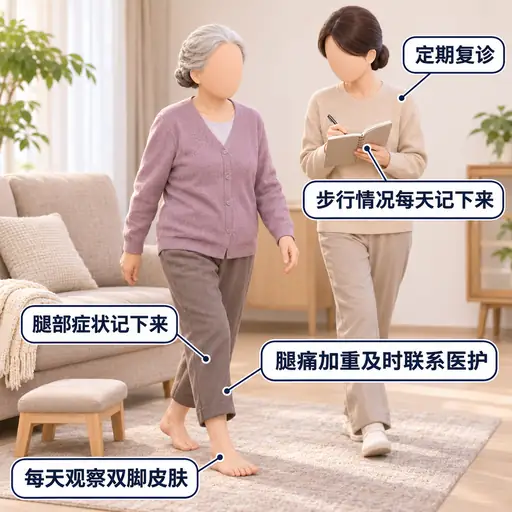 定期复诊
步行情况每天记下来
腿部症状记下来
腿痛加重及时联系医护
每天观察双脚皮肤